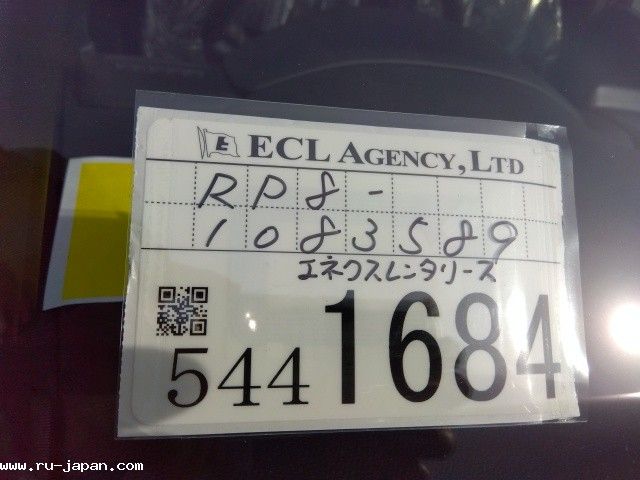 E ECL AGENCY, LTD
RP8-
1083589
エネクスレンタリース
544 1684
www.ru-japan.com